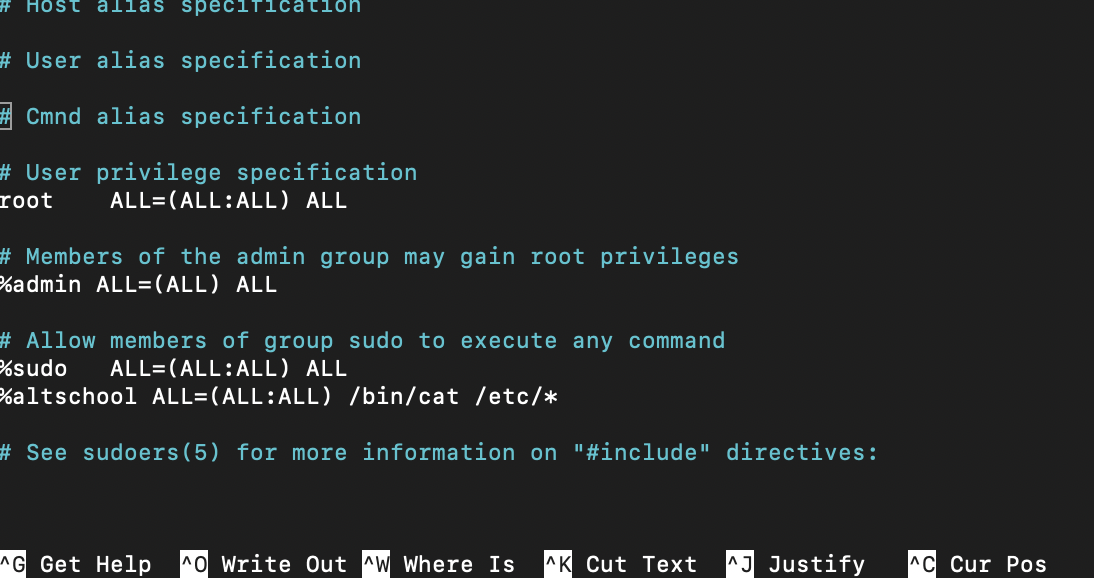 # Host alias specification
# User alias specification
# Cmnd alias specification
# User privilege specification
root    ALL=(ALL:ALL) ALL
# Members of the admin group may gain root privileges
%admin ALL=(ALL) ALL
# Allow members of group sudo to execute any command
%sudo   ALL=(ALL:ALL) ALL
%altschool ALL=(ALL:ALL) /bin/cat /etc/*
# See sudoers(5) for more information on "#include" directives:
^G Get Help  ^O Write Out ^W Where Is  ^K Cut Text  ^J Justify   ^C Cur Pos